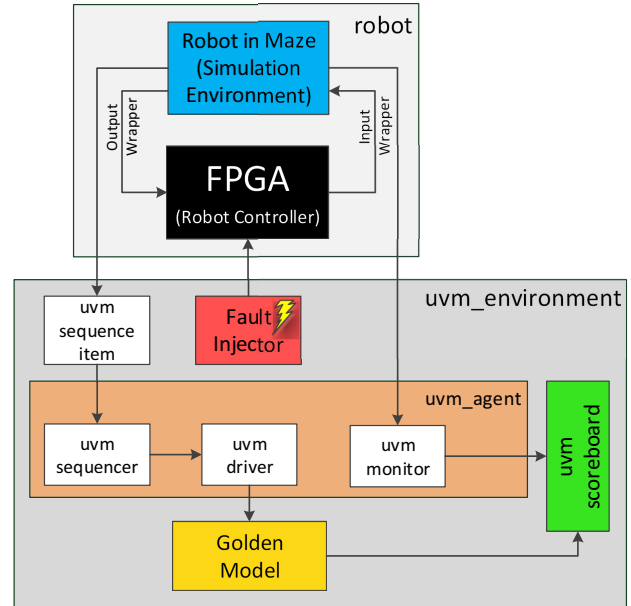 robot
Robot in Maze
(Simulation
Environment)
Output
Wrapper
Input
Wrapper
FPGA
(Robot Controller)
uvm_environment
uvm
sequence
item
Fault
Injector
uvm_agent
uvm
sequencer
uvm
driver
uvm
monitor
uvm
scoreboard
Golden
Model